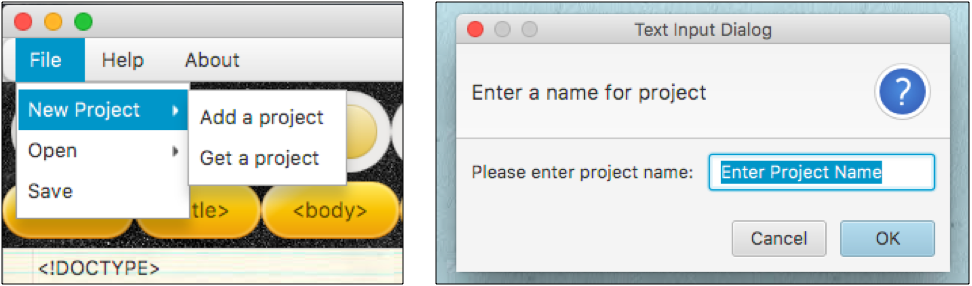 File Help About
New Project
Add a project
Open
Get a project
Save
tle> <body>
<!DOCTYPE>
Text Input Dialog
Enter a name for project
?
Please enter project name: Enter Project Name
Cancel OK